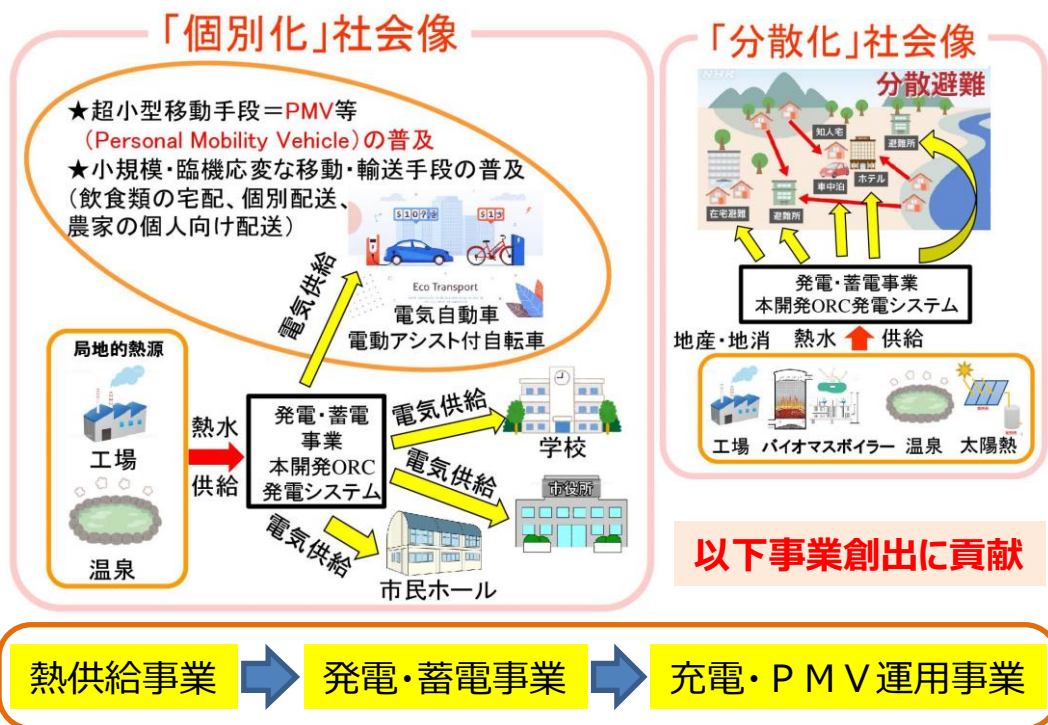 「個別化」社会像
★超小型移動手段＝PMV等
（Personal Mobility Vehicle）の普及
★小規模・臨機応変な移動・輸送手段の普及
（飲食類の宅配、個別配送、
農家の個人向け配送）
Eco Transport
電気自動車
電動アシスト付自転車
電気供給
局地的熱源
工場
温泉
熱水
供給
発電・蓄電
事業
本開発ORC
発電システム
電気供給
学校
電気供給
市役所
電気供給
市民ホール
「分散化」社会像
NHK
分散避難
知人宅
避難所
車中泊
ホテル
在宅避難
避難所
発電・蓄電事業
本開発ORC発電システム
地産・地消 熱水 供給
工場 バイオマスボイラー 温泉 太陽熱
以下事業創出に貢献
熱供給事業
発電・蓄電事業
充電・ＰＭＶ運用事業